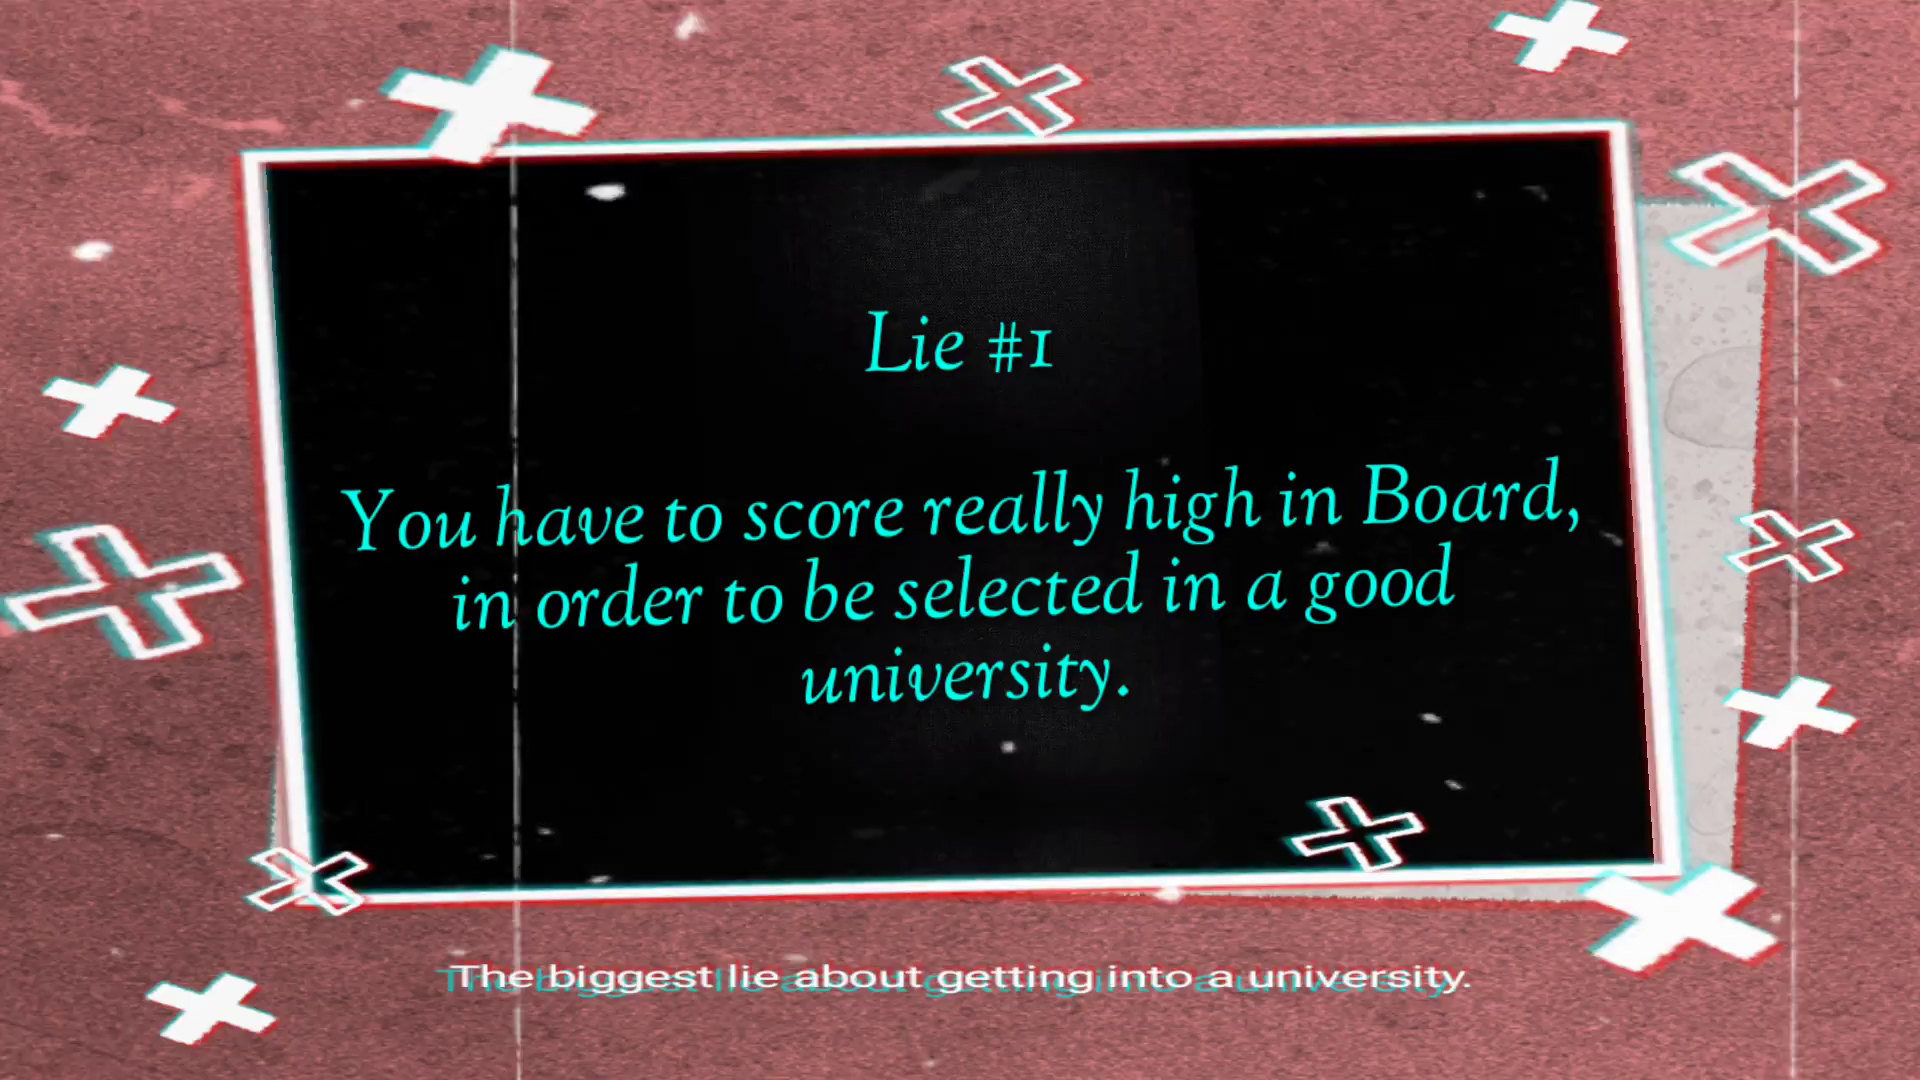 Lie #1
You have to score really high in Board,
in order to be selected in a good
university.
The biggest lie about getting into a university.